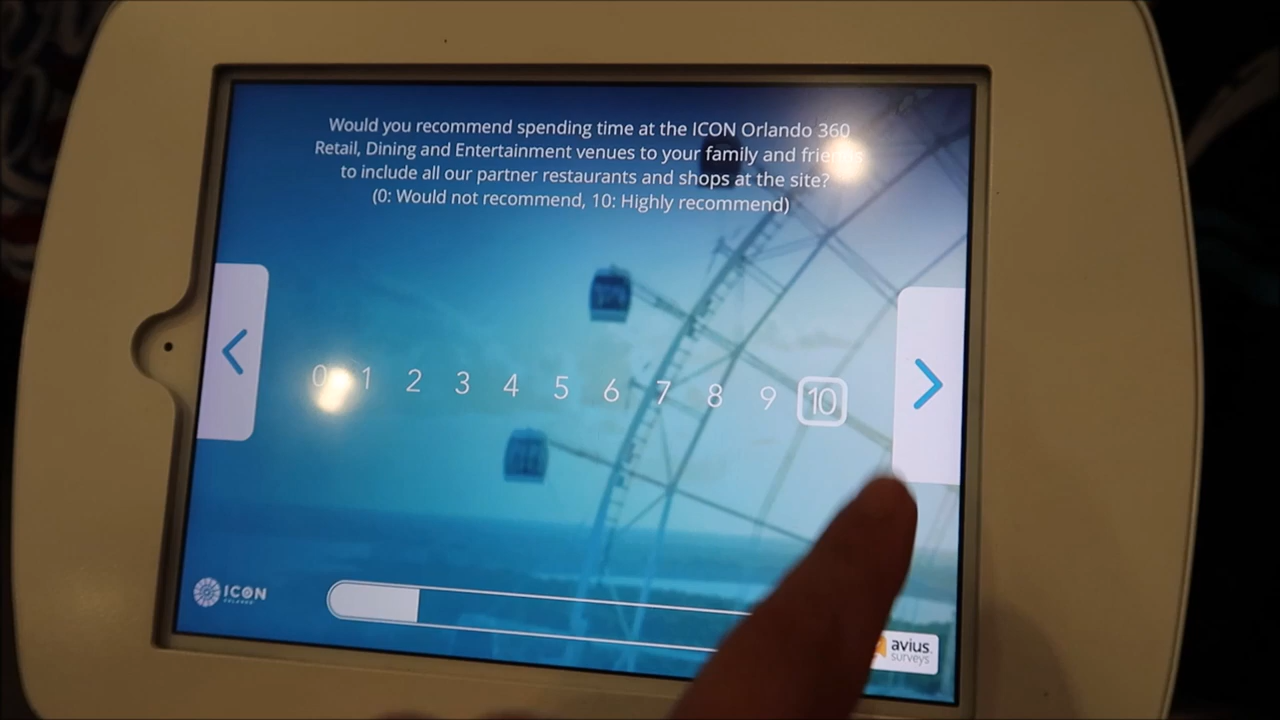 Would you recommend spending time at the ICON Orlando 360
Retail, Dining and Entertainment venues to your family and friends
to include all our partner restaurants and shops at the site?
(0: Would not recommend, 10: Highly recommend)
0 1 2 3 4 5 6 7 8 9 10
ICON
ORLANDO
avius
surveys